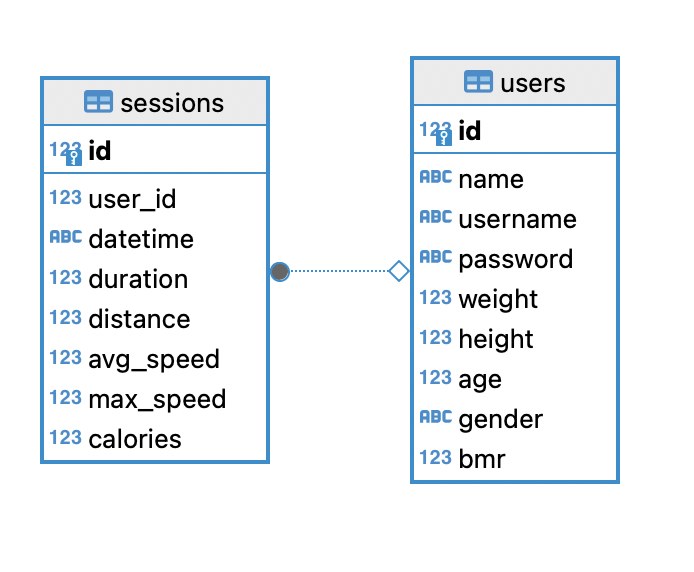 sessions
123 id
123 user_id
ABC datetime
123 duration
123 distance
123 avg_speed
123 max_speed
123 calories
users
123 id
ABC name
ABC username
ABC password
123 weight
123 height
123 age
ABC gender
123 bmr